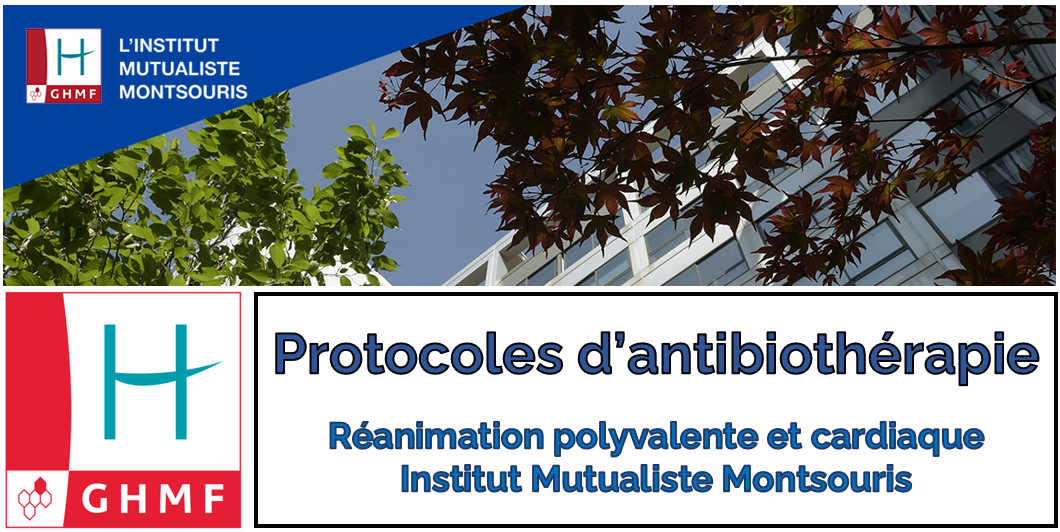 L'INSTITUT
MUTUALISTE
MONTSOURIS
H
GHMF
H
GHMF
Protocoles d'antibiothérapie
Réanimation polyvalente et cardiaque
Institut Mutualiste Montsouris